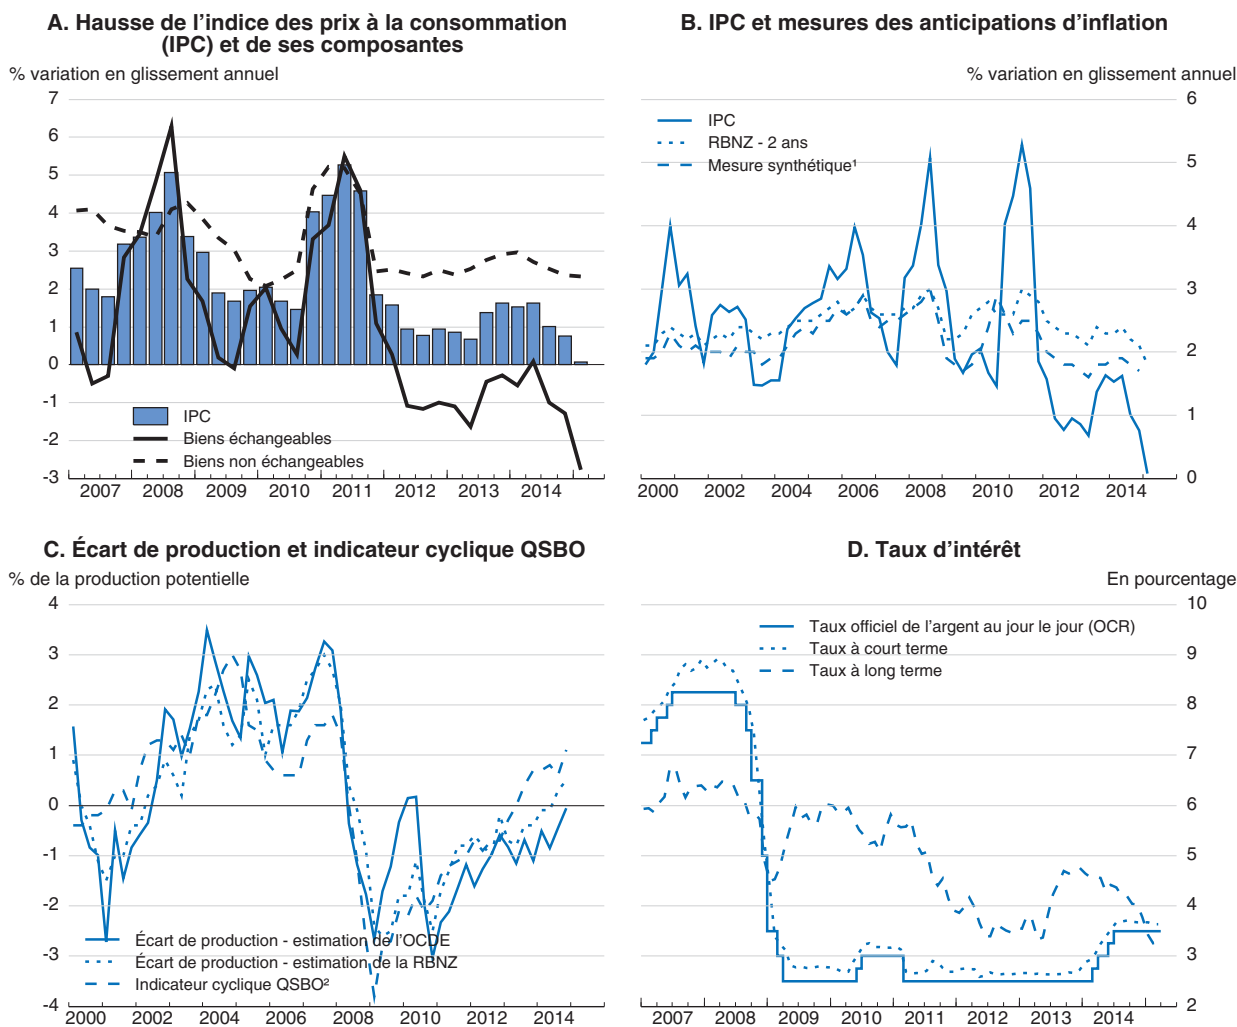 A. Hausse de l'indice des prix à la consommation
(IPC) et de ses composantes
% variation en glissement annuel
7
6
5
4
3
2
1
0
-1
-2
-3
IPC
Biens échangeables
Biens non échangeables
2007 2008 2009 2010 2011 2012 2013 2014
B. IPC et mesures des anticipations d'inflation
% variation en glissement annuel
6
5
4
3
2
1
0
IPC
RBNZ - 2 ans
Mesure synthétique¹
2000 2002 2004 2006 2008 2010 2012 2014
C. Écart de production et indicateur cyclique QSBO
% de la production potentielle
4
3
2
1
0
-1
-2
-3
-4
Écart de production - estimation de l'OCDE
Écart de production - estimation de la RBNZ
Indicateur cyclique QSBO²
2000 2002 2004 2006 2008 2010 2012 2014
D. Taux d'intérêt
En pourcentage
10
9
8
7
6
5
4
3
2
Taux officiel de l'argent au jour le jour (OCR)
Taux à court terme
Taux à long terme
2007 2008 2009 2010 2011 2012 2013 2014